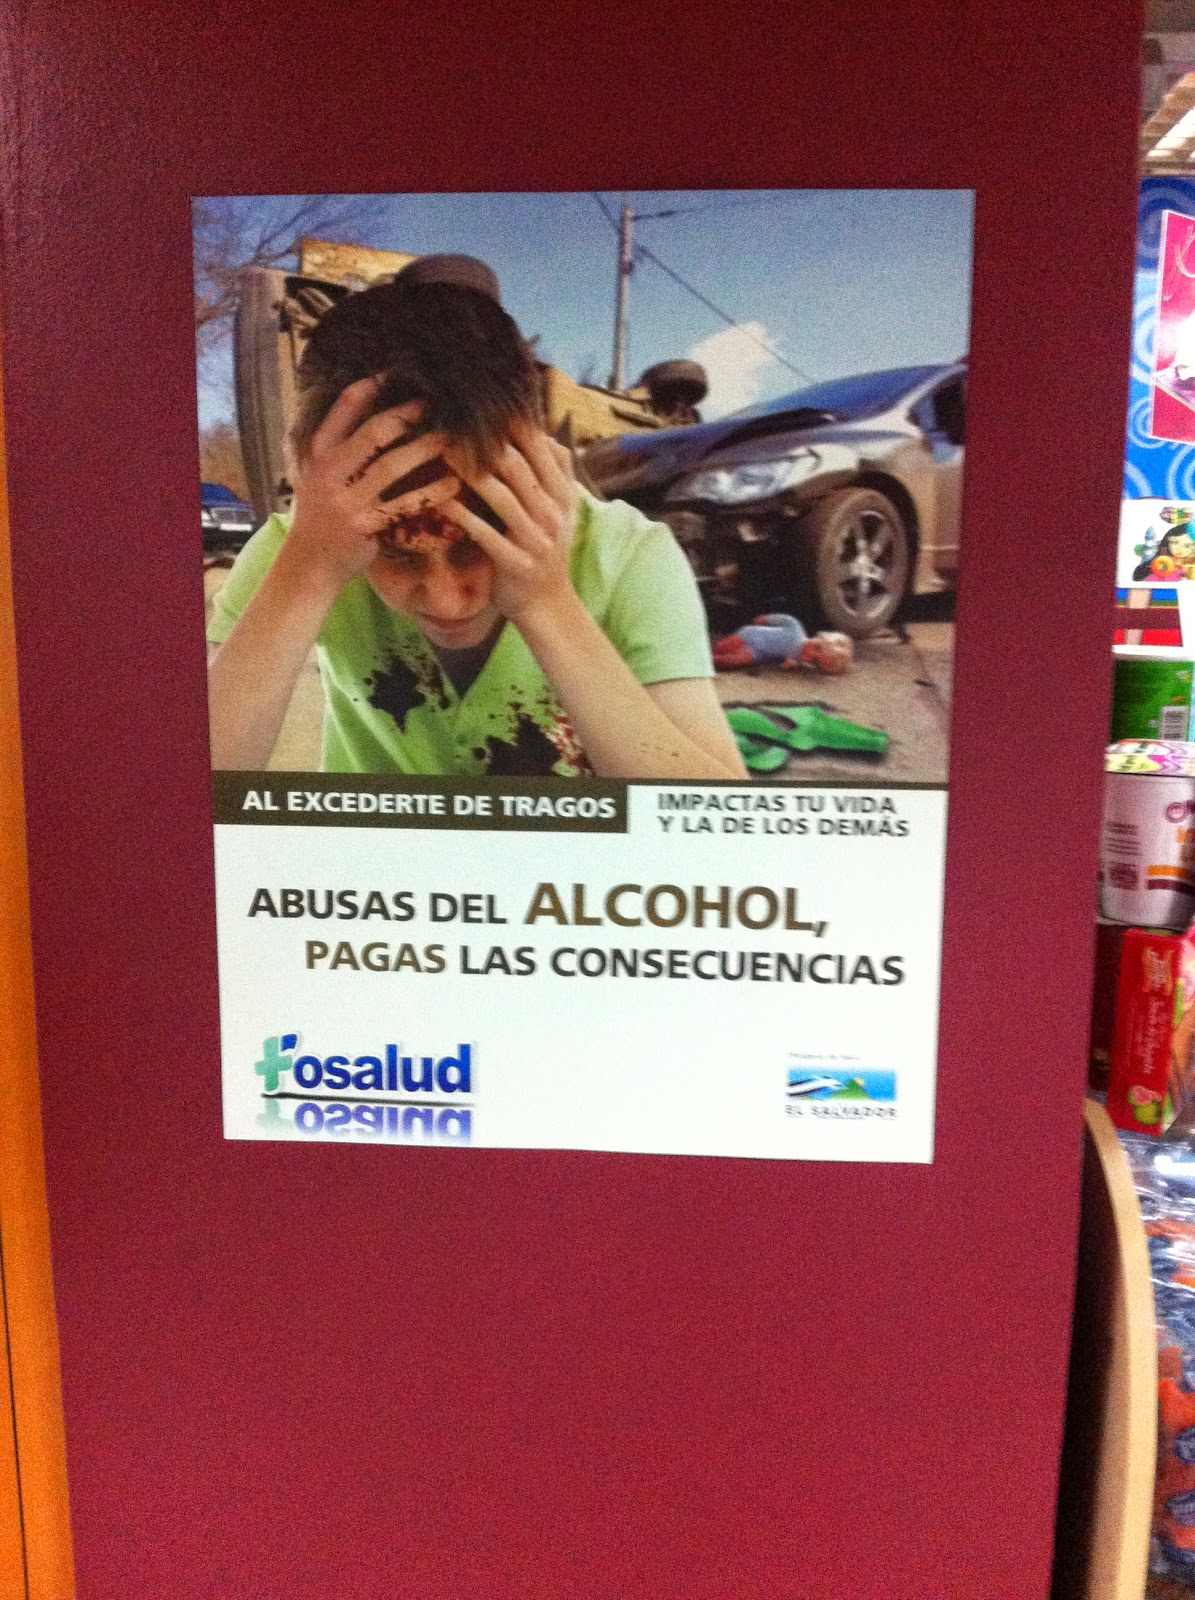 AL EXCEDERTE DE TRAGOS
IMPACTAS TU VIDA
Y LA DE LOS DEMÁS
ABUSAS DEL ALCOHOL,
PAGAS LAS CONSECUENCIAS
fosalud
EL SALVADOR